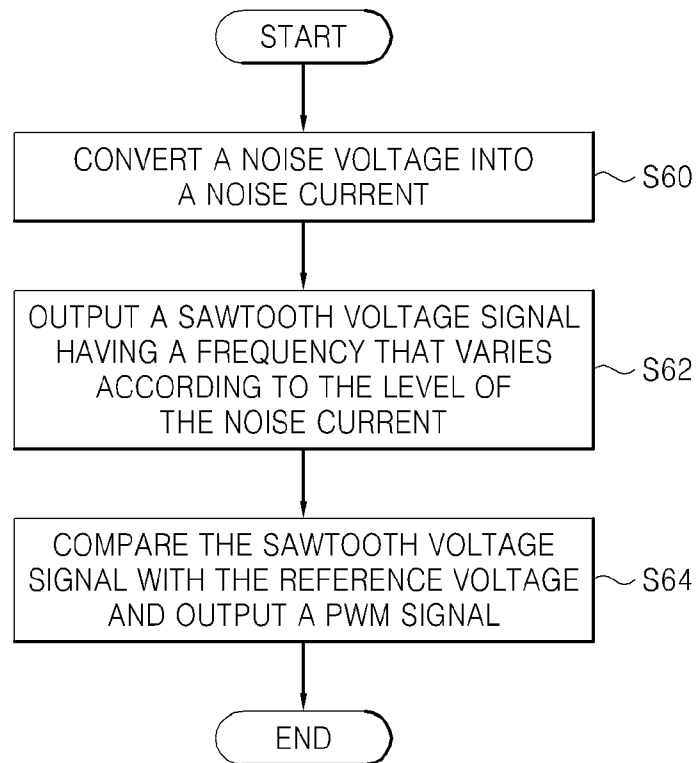 START
CONVERT A NOISE VOLTAGE INTO
A NOISE CURRENT
S60
OUTPUT A SAWTOOTH VOLTAGE SIGNAL
HAVING A FREQUENCY THAT VARIES
ACCORDING TO THE LEVEL OF
THE NOISE CURRENT
S62
COMPARE THE SAWTOOTH VOLTAGE
SIGNAL WITH THE REFERENCE VOLTAGE
AND OUTPUT A PWM SIGNAL
S64
END